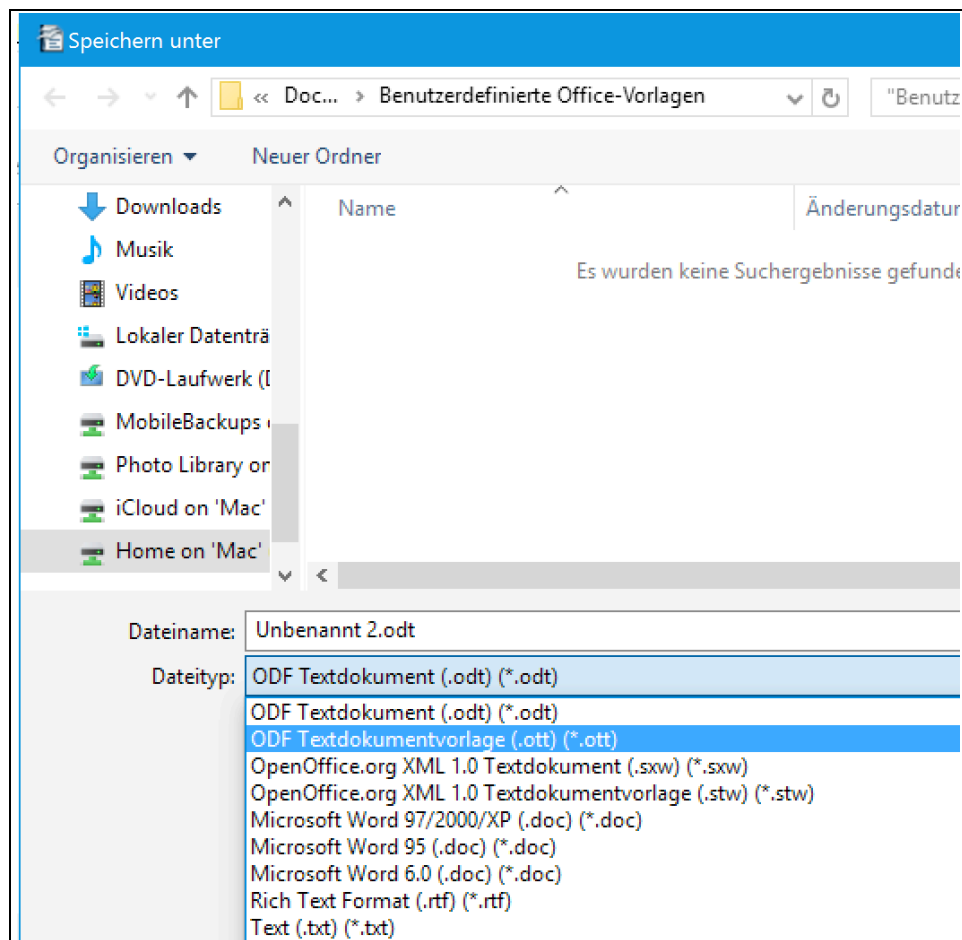 Speichern unter
« Doc... › Benutzerdefinierte Office-Vorlagen "Benutz
Organisieren Neuer Ordner
Downloads
Name Änderungsdatum
Musik
Es wurden keine Suchergebnisse gefunde
Videos
Lokaler Datenträ
DVD-Laufwerk (D
MobileBackups
Photo Library on
iCloud on 'Mac'
Home on 'Mac'
Dateiname: Unbenannt 2.odt
Dateityp: ODF Textdokument (.odt) (*.odt)
ODF Textdokument (.odt) (*.odt)
ODF Textdokumentvorlage (.ott) (*.ott)
OpenOffice.org XML 1.0 Textdokument (.sxw) (*.sxw)
OpenOffice.org XML 1.0 Textdokumentvorlage (.stw) (*.stw)
Microsoft Word 97/2000/XP (.doc) (*.doc)
Microsoft Word 95 (.doc) (*.doc)
Microsoft Word 6.0 (.doc) (*.doc)
Rich Text Format (.rtf) (*.rtf)
Text (.txt) (*.txt)